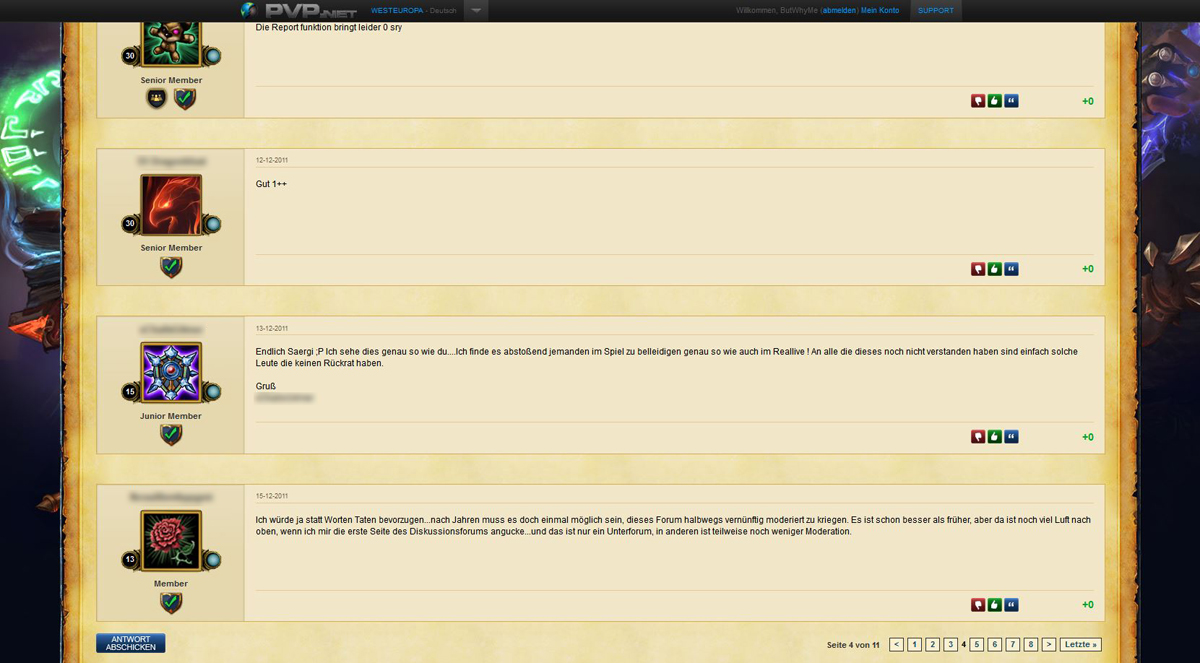 PVP.NET WESTEUROPA - Deutsch Willkommen, ButWhyMe (abmelden) Mein Konto SUPPORT
Die Report funktion bringt leider 0 sry
30
Senior Member
+0
12-12-2011
Gut 1++
30
Senior Member
+0
13-12-2011
Endlich Saergi ;P Ich sehe dies genau so wie du....Ich finde es abstoßend jemanden im Spiel zu belleidigen genau so wie auch im Reallive ! An alle die dieses noch nicht verstanden haben sind einfach solche
Leute die keinen Rückrat haben.
Gruß
15
Junior Member
+0
15-12-2011
Ich würde ja statt Worten Taten bevorzugen...nach Jahren muss es doch einmal möglich sein, dieses Forum halbwegs vernünftig moderiert zu kriegen. Es ist schon besser als früher, aber da ist noch viel Luft nach
oben, wenn ich mir die erste Seite des Diskussionsforums angucke...und das ist nur ein Unterforum, in anderen ist teilweise noch weniger Moderation.
13
Member
+0
ANTWORT
ABSCHICKEN
Seite 4 von 11 < 1 2 3 4 5 6 7 8 > Letzte »